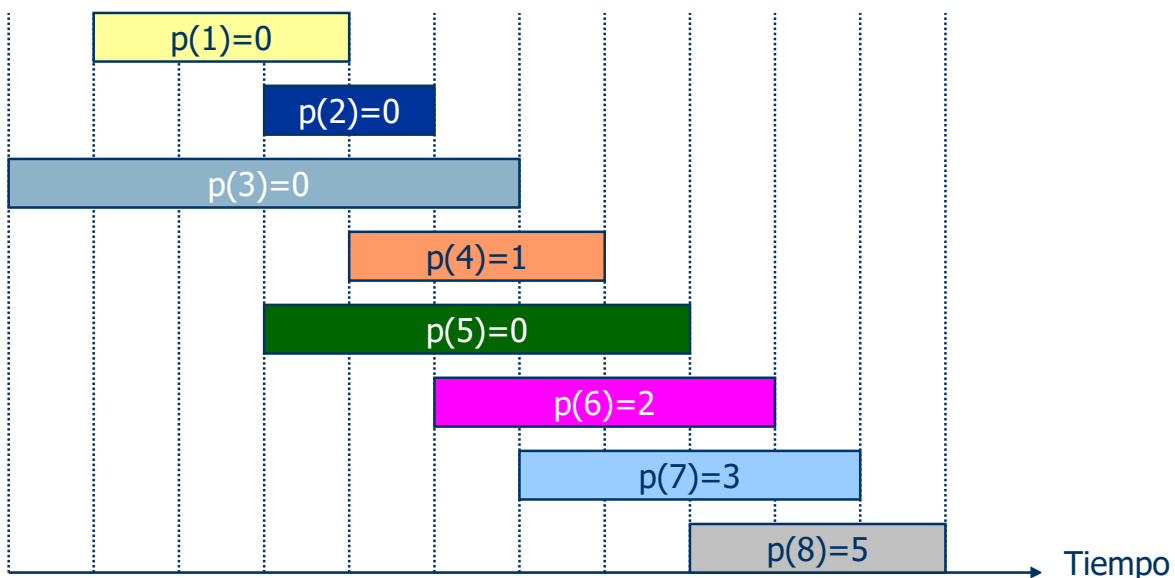 p(1)=0
p(2)=0
p(3)=0
p(4)=1
p(5)=0
p(6)=2
p(7)=3
p(8)=5
Tiempo